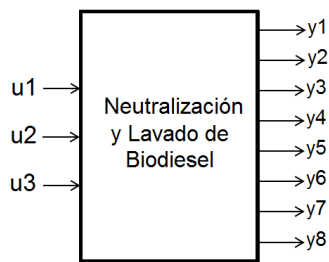 u1
u2
u3
Neutralización
y Lavado de
Biodiesel
y1
y2
y3
y4
y5
y6
y7
y8